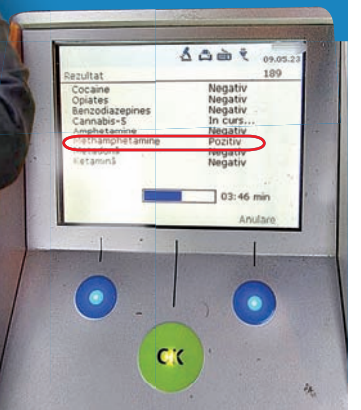 09.05.23
Rezultat 189
Cocaine Negativ
Opiates Negativ
Benzodiazepines Negativ
Cannabis-S In curs...
Amphetamine Negativ
Methamphetamine Pozitiv
Metadonă Negativ
Ketamină Negativ
03:46 min
Anulare
OK